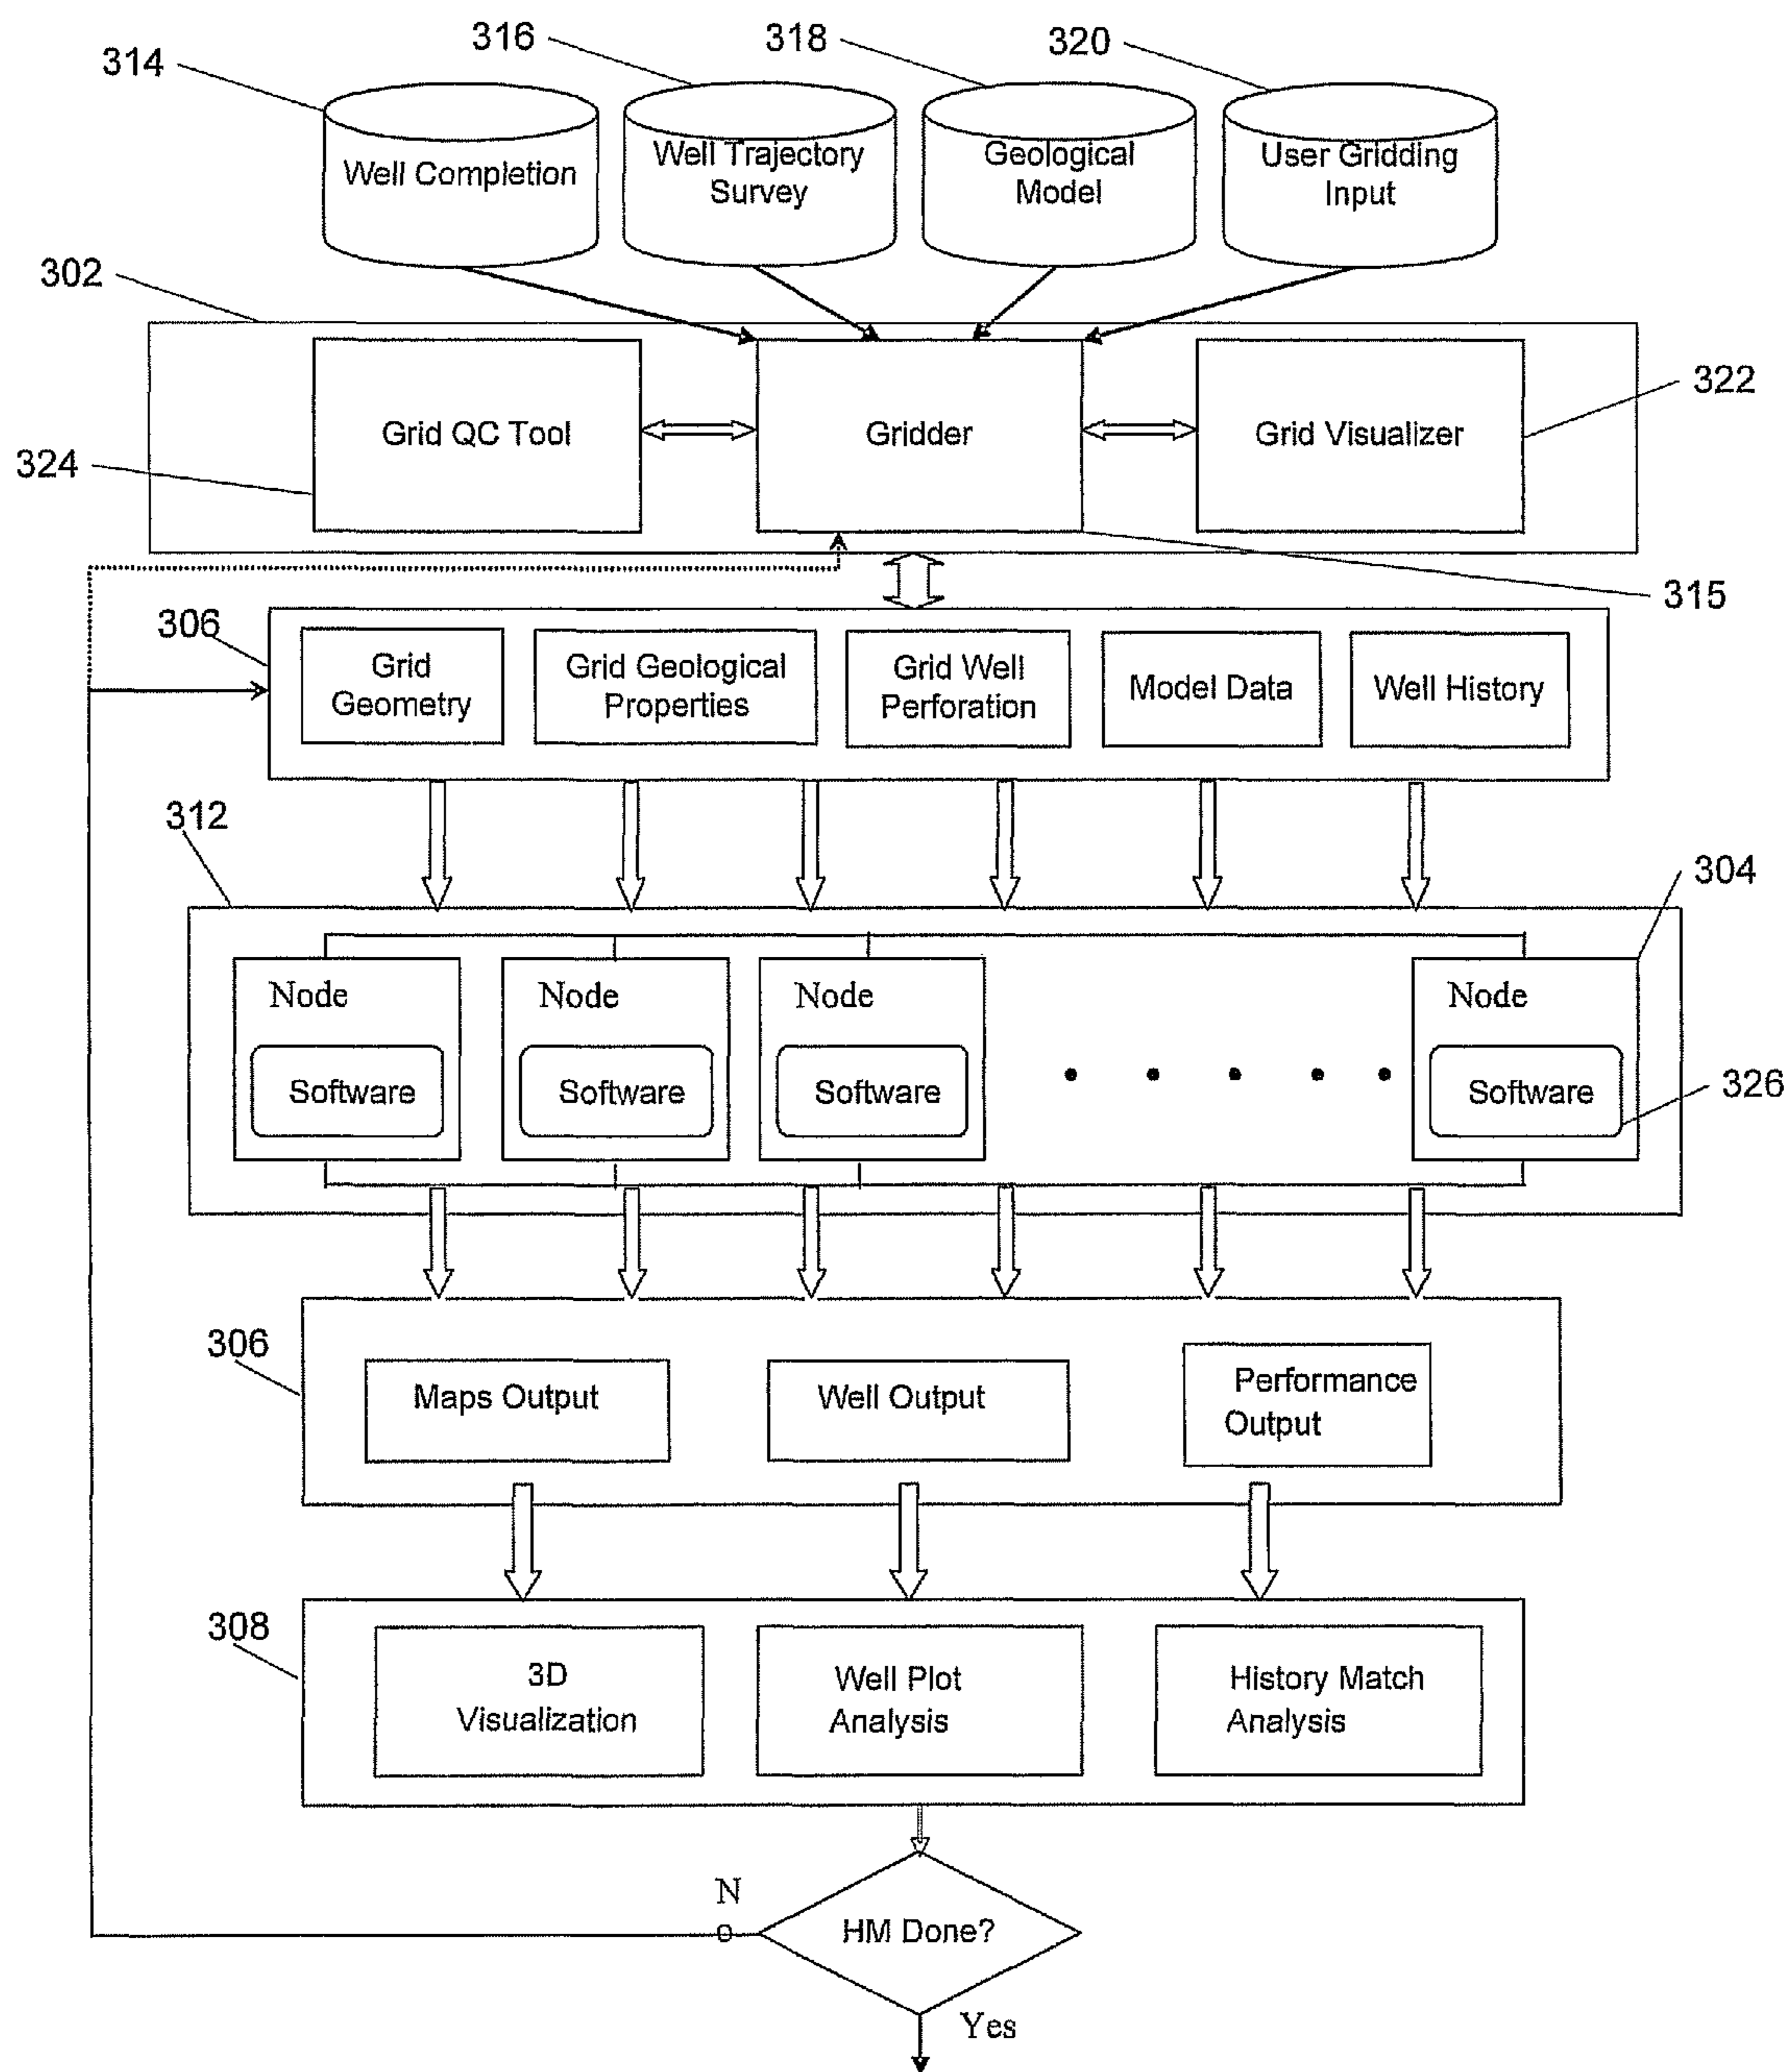 316
318
320
314
Well Completion
Well Trajectory
Survey
Geological
Model
User Gridding
Input
302
322
Grid QC Tool
Gridder
Grid Visualizer
324
315
306
Grid
Geometry
Grid Geological
Properties
Grid Well
Perforation
Model Data
Well History
312
304
Node
Node
Node
Node
Software
Software
Software
Software
326
306
Maps Output
Well Output
Performance
Output
308
3D
Visualization
Well Plot
Analysis
History Match
Analysis
N
o
HM Done?
Yes